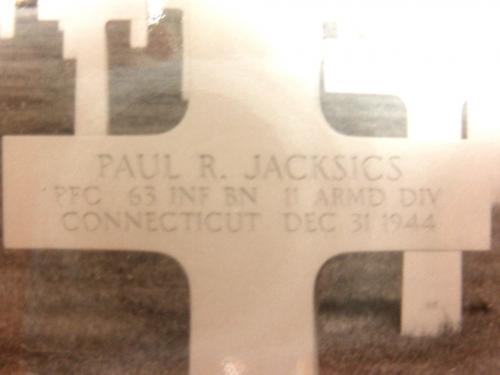 PAUL R. JACKSICS
PFC 63 INF BN 11 ARMD DIV
CONNECTICUT DEC 31 1944